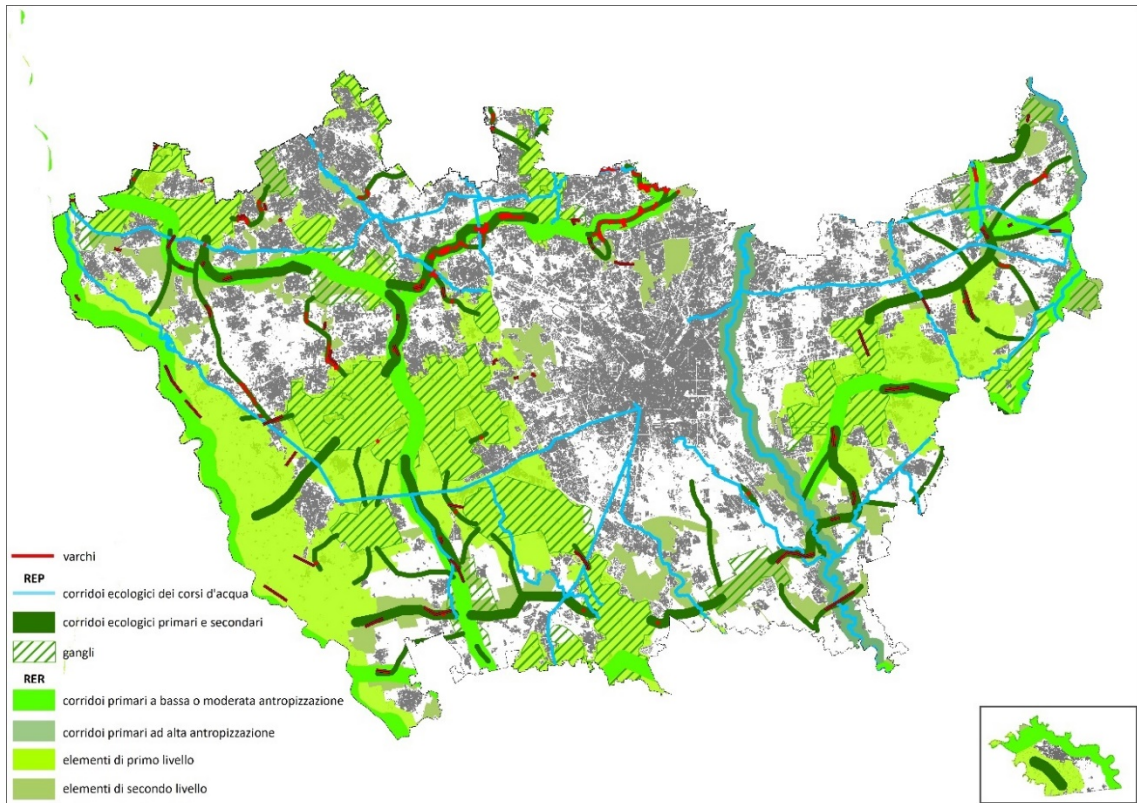 varchi
REP
corridoi ecologici dei corsi d'acqua
corridoi ecologici primari e secondari
gangli
RER
corridoi primari a bassa o moderata antropizzazione
corridoi primari ad alta antropizzazione
elementi di primo livello
elementi di secondo livello